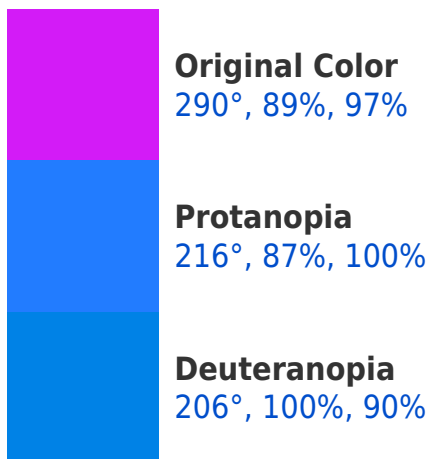 Original Color
290°, 89%, 97%
Protanopia
216°, 87%, 100%
Deuteranopia
206°, 100%, 90%